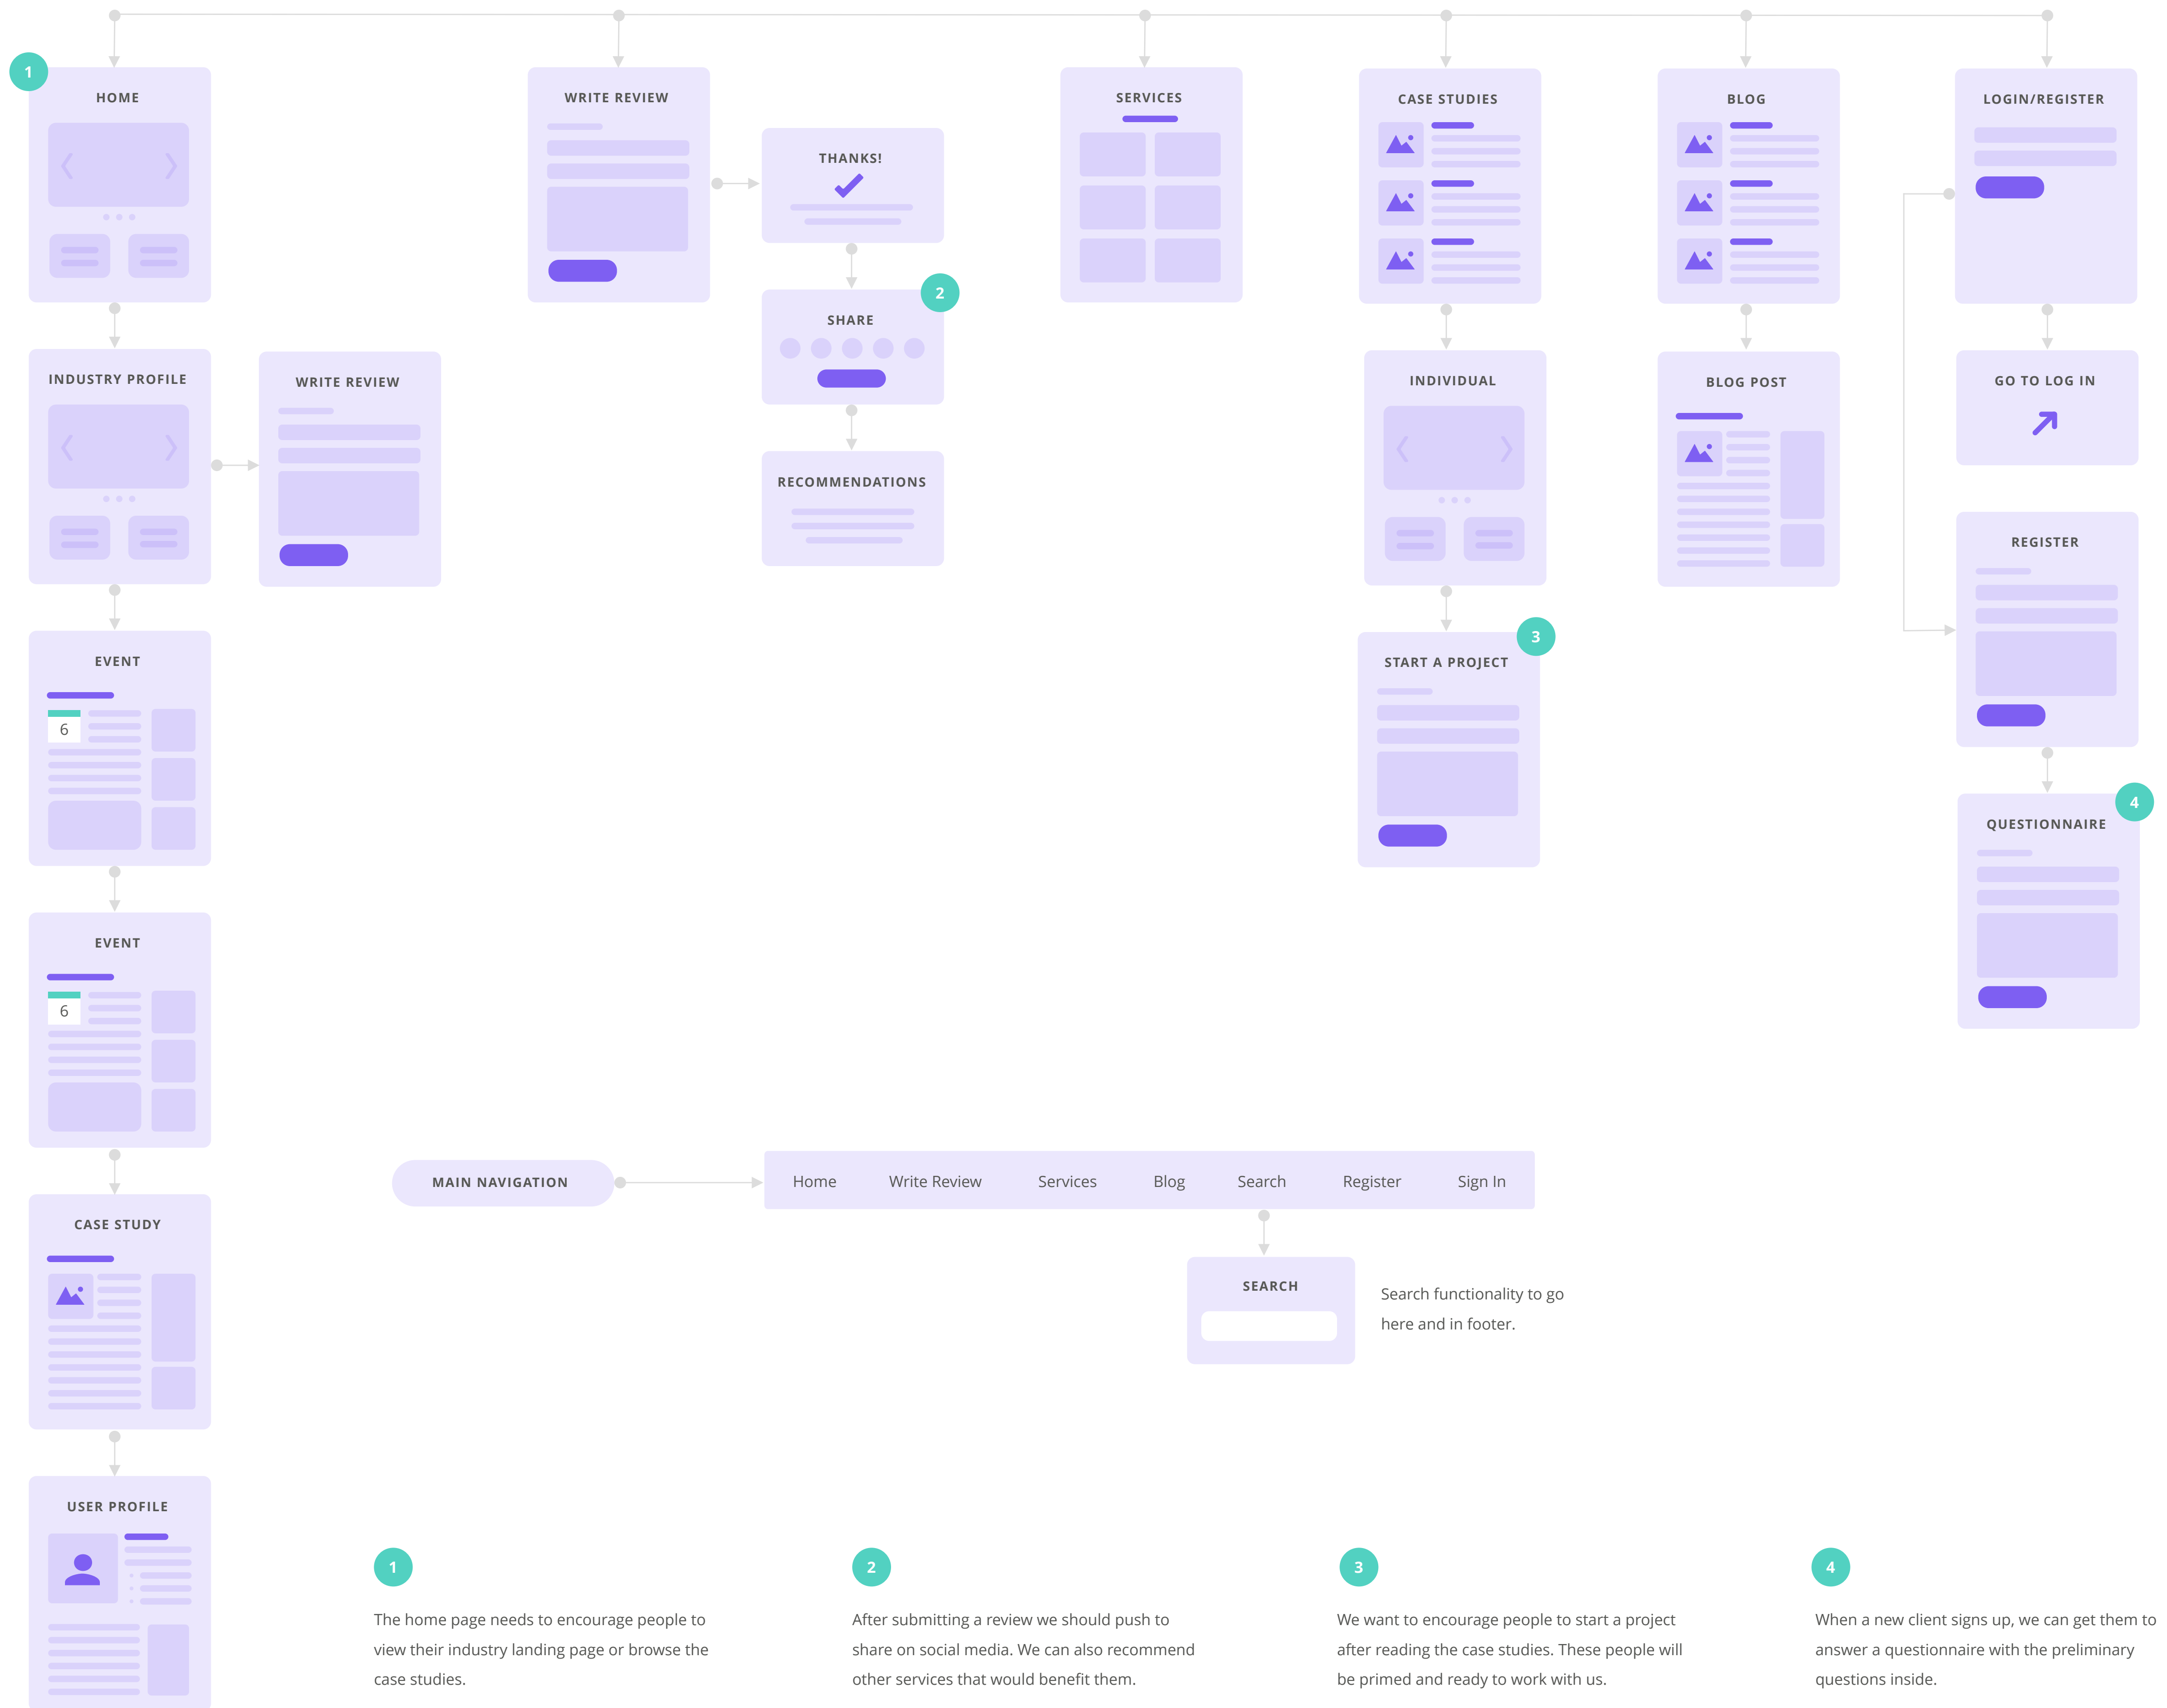 1
HOME
WRITE REVIEW
SERVICES
CASE STUDIES
BLOG
LOGIN/REGISTER
THANKS!
2
SHARE
INDUSTRY PROFILE
WRITE REVIEW
INDIVIDUAL
BLOG POST
GO TO LOG IN
RECOMMENDATIONS
REGISTER
3
EVENT
START A PROJECT
6
4
QUESTIONNAIRE
EVENT
6
MAIN NAVIGATION
Home Write Review Services Blog Search Register Sign In
CASE STUDY
SEARCH
Search functionality to go
here and in footer.
USER PROFILE
1
The home page needs to encourage people to
view their industry landing page or browse the
case studies.
2
After submitting a review we should push to
share on social media. We can also recommend
other services that would benefit them.
3
We want to encourage people to start a project
after reading the case studies. These people will
be primed and ready to work with us.
4
When a new client signs up, we can get them to
answer a questionnaire with the preliminary
questions inside.